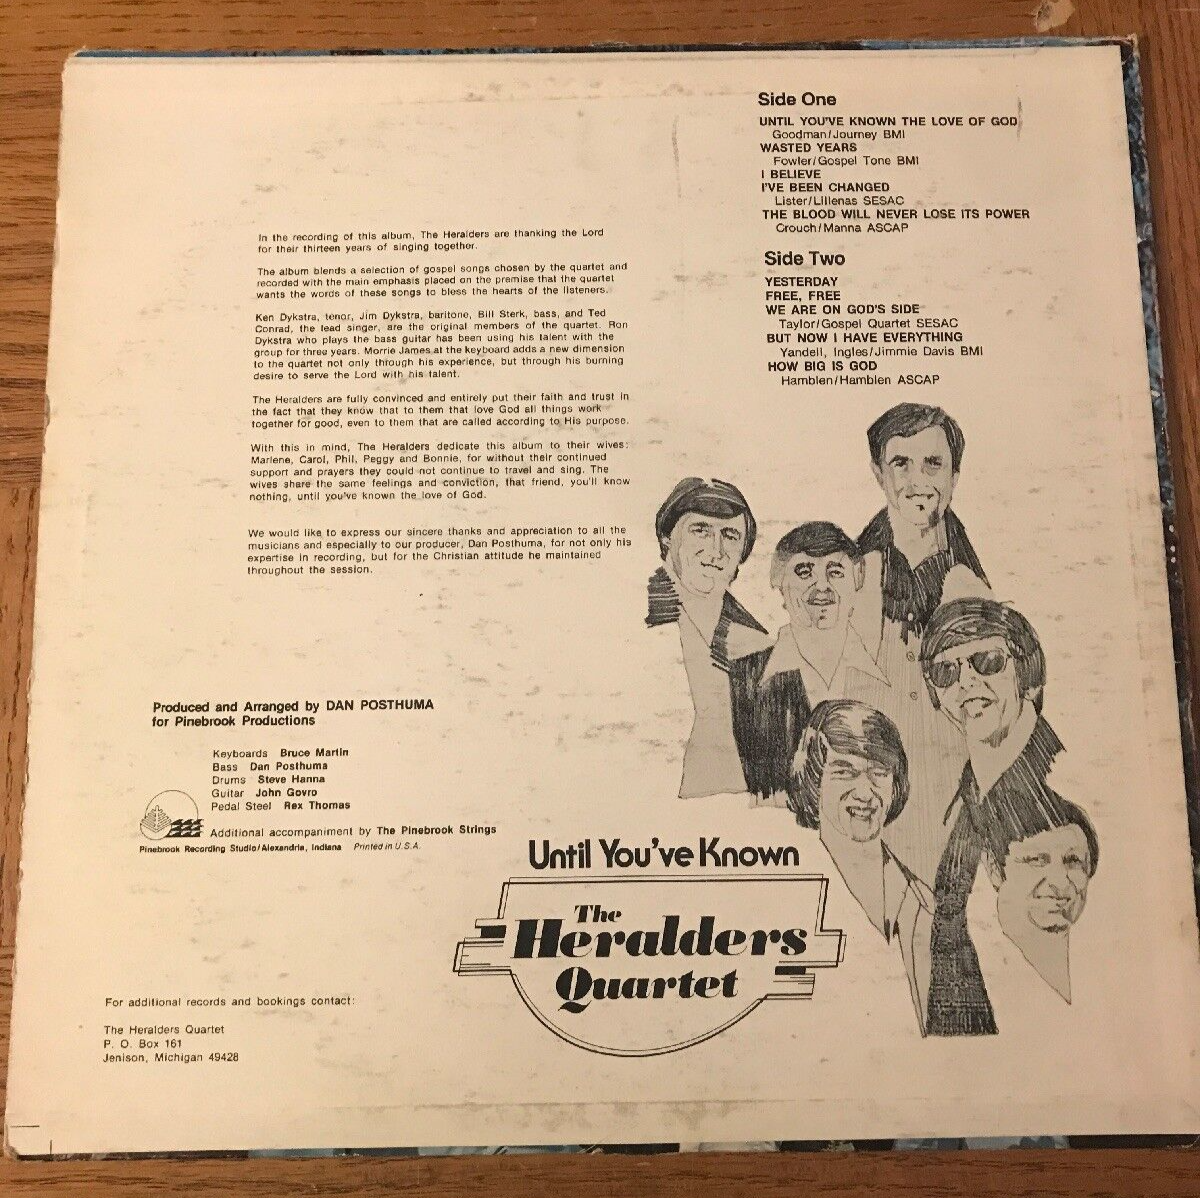 Side One
UNTIL YOU'VE KNOWN THE LOVE OF GOD
Goodman/Journey BMI
WASTED YEARS
Fowler/Gospel Tone BMI
I BELIEVE
I'VE BEEN CHANGED
Lister/Lillenas SESAC
THE BLOOD WILL NEVER LOSE ITS POWER
Crouch/Manna ASCAP
Side Two
YESTERDAY
FREE, FREE
WE ARE ON GOD'S SIDE
Taylor/Gospel Quartet SESAC
BUT NOW I HAVE EVERYTHING
Yandell, Ingles/Jimmie Davis BMI
HOW BIG IS GOD
Hamblen/Hamblen ASCAP
In the recording of this album, The Heralders are thanking the Lord
for their thirteen years of singing together.
The album blends a selection of gospel songs chosen by the quartet and
recorded with the main emphasis placed on the premise that the quartet
wants the words of these songs to bless the hearts of the listeners.
Ken Dykstra, tenor, Jim Dykstra, baritone, Bill Sterk, bass, and Ted
Conrad, the lead singer, are the original members of the quartet. Ron
Dykstra who plays the bass guitar has been using his talent with the
group for three years. Morrie James at the keyboard adds a new dimension
to the quartet not only through his experience, but through his burning
desire to serve the Lord with his talent.
The Heralders are fully convinced and entirely put their faith and trust in
the fact that they know that to them that love God all things work
together for good, even to them that are called according to His purpose.
With this in mind, The Heralders dedicate this album to their wives:
Marlene, Carol, Phil, Peggy and Bonnie, for without their continued
support and prayers they could not continue to travel and sing. The
wives share the same feelings and conviction, that friend, you'll know
nothing, until you've known the love of God.
We would like to express our sincere thanks and appreciation to all the
musicians and especially to our producer, Dan Posthuma, for not only his
expertise in recording, but for the Christian attitude he maintained
throughout the session.
Produced and Arranged by DAN POSTHUMA
for Pinebrook Productions
Keyboards Bruce Martin
Bass Dan Posthuma
Drums Steve Hanna
Guitar John Govro
Pedal Steel Rex Thomas
Additional accompaniment by The Pinebrook Strings
Pinebrook Recording Studio/Alexandria, Indiana Printed in U.S.A.
Until You've Known
The
Heralders
Quartet
For additional records and bookings contact:
The Heralders Quartet
P. O. Box 161
Jenison, Michigan 49428